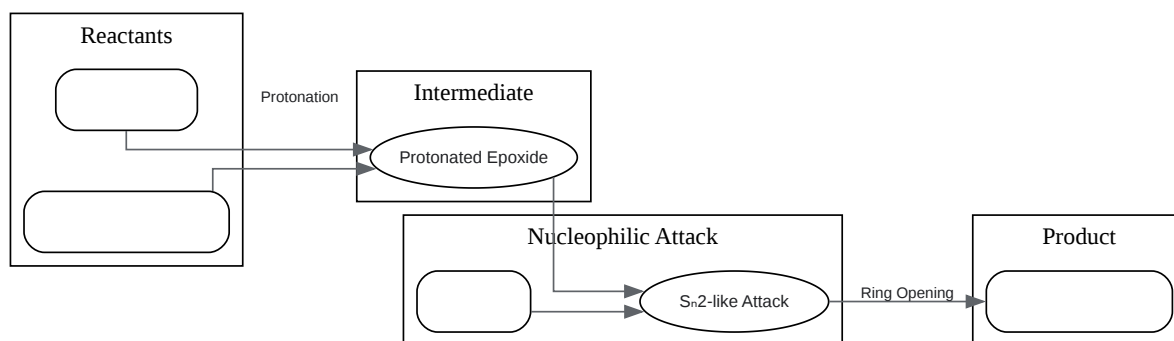 Reactants
Protonation
Intermediate
Protonated Epoxide
Nucleophilic Attack
Sₙ2-like Attack
Ring Opening
Product